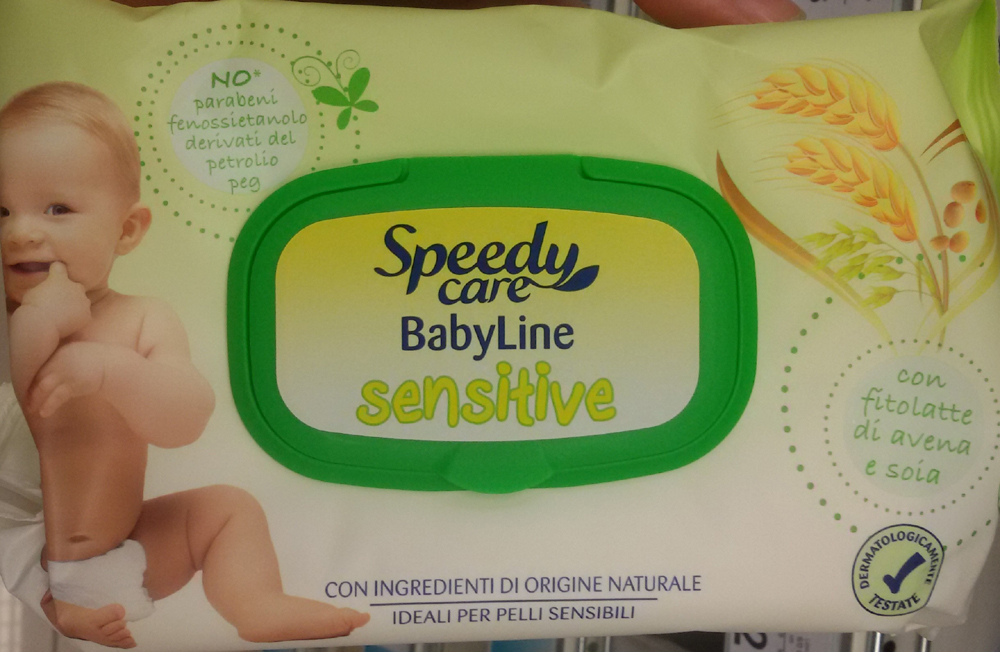 NO*
parabeni
fenossietanolo
derivati del
petrolio
peg
Speedy
care
BabyLine
sensitive
con
fitolatte
di avena
e soia
DERMATOLOGICAMENTE
TESTATE
CON INGREDIENTI DI ORIGINE NATURALE
IDEALI PER PELLI SENSIBILI
2